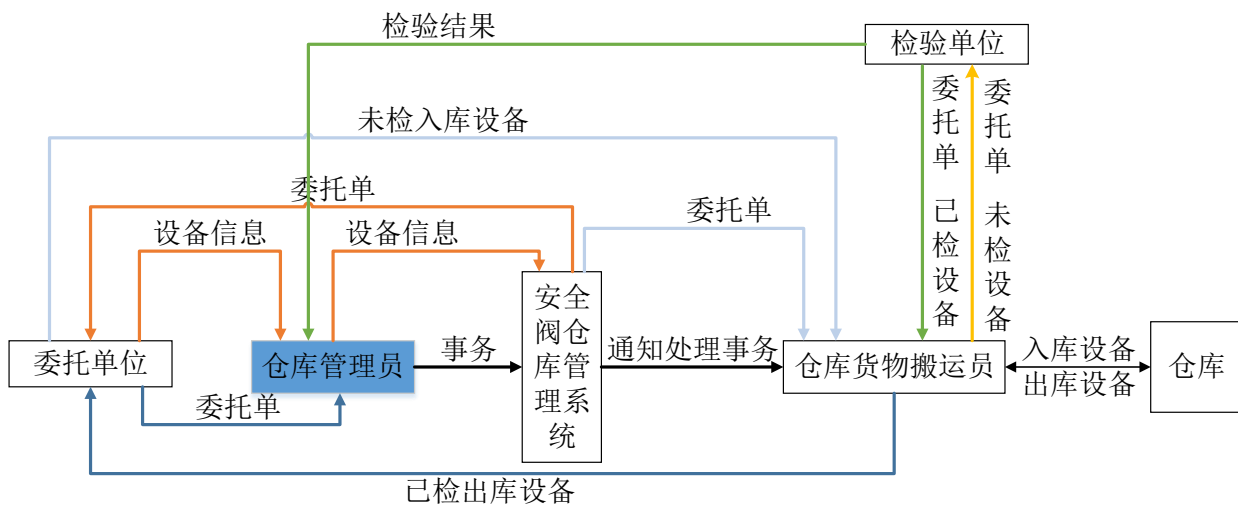 检验结果
检验单位
未检入库设备
委托单 已检设备
委托单 未检设备
委托单
委托单
设备信息
设备信息
安全阀仓库管理系统
委托单位
仓库管理员
事务
通知处理事务
仓库货物搬运员
入库设备
出库设备
仓库
委托单
已检出库设备